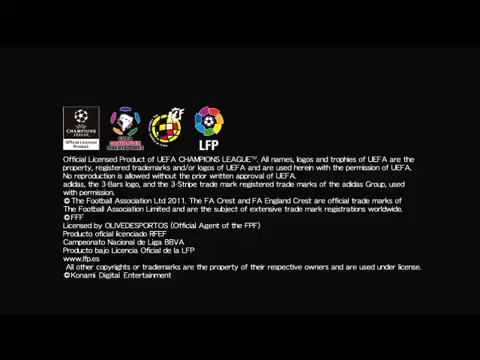 UEFA
CHAMPIONS
LEAGUE
Official Licensed
Product
COPA
SANTANDER
LIBERTADORES
LFP
Official Licensed Product of UEFA CHAMPIONS LEAGUE™. All names, logos and trophies of UEFA are the
property, registered trademarks and/or logos of UEFA and are used herein with the permission of UEFA.
No reproduction is allowed without the prior written approval of UEFA.
adidas, the 3-Bars logo, and the 3-Stripe trade mark registered trade marks of the adidas Group, used
with permission.
©The Football Association Ltd 2011. The FA Crest and FA England Crest are official trade marks of
The Football Association Limited and are the subject of extensive trade mark registrations worldwide.
©FFF
Licensed by OLIVEDESPORTOS (Official Agent of the FPF)
Producto oficial licenciado RFEF
Campeonato Nacional de Liga BBVA
Producto bajo Licencia Oficial de la LFP
www.lfp.es
All other copyrights or trademarks are the property of their respective owners and are used under license.
©Konami Digital Entertainment